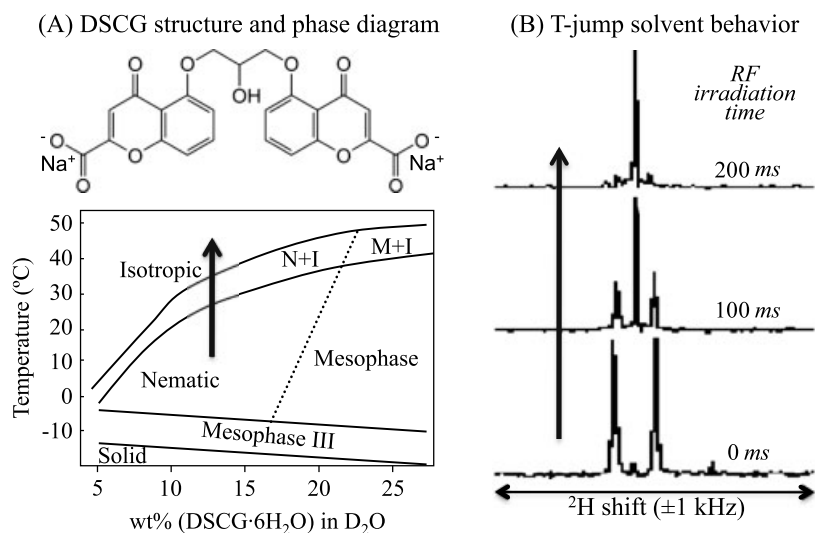 (A) DSCG structure and phase diagram
O
O
O
O
OH
-
O
Na⁺
O
O
O
O
-
Na⁺
O
50
40
30
20
10
0
-10
Temperature (ºC)
Isotropic
N+I
M+I
Nematic
Mesophase
Mesophase III
Solid
5
10
15
20
25
wt% (DSCG·6H₂O) in D₂O
(B) T-jump solvent behavior
RF
irradiation
time
200 ms
100 ms
0 ms
²H shift (±1 kHz)